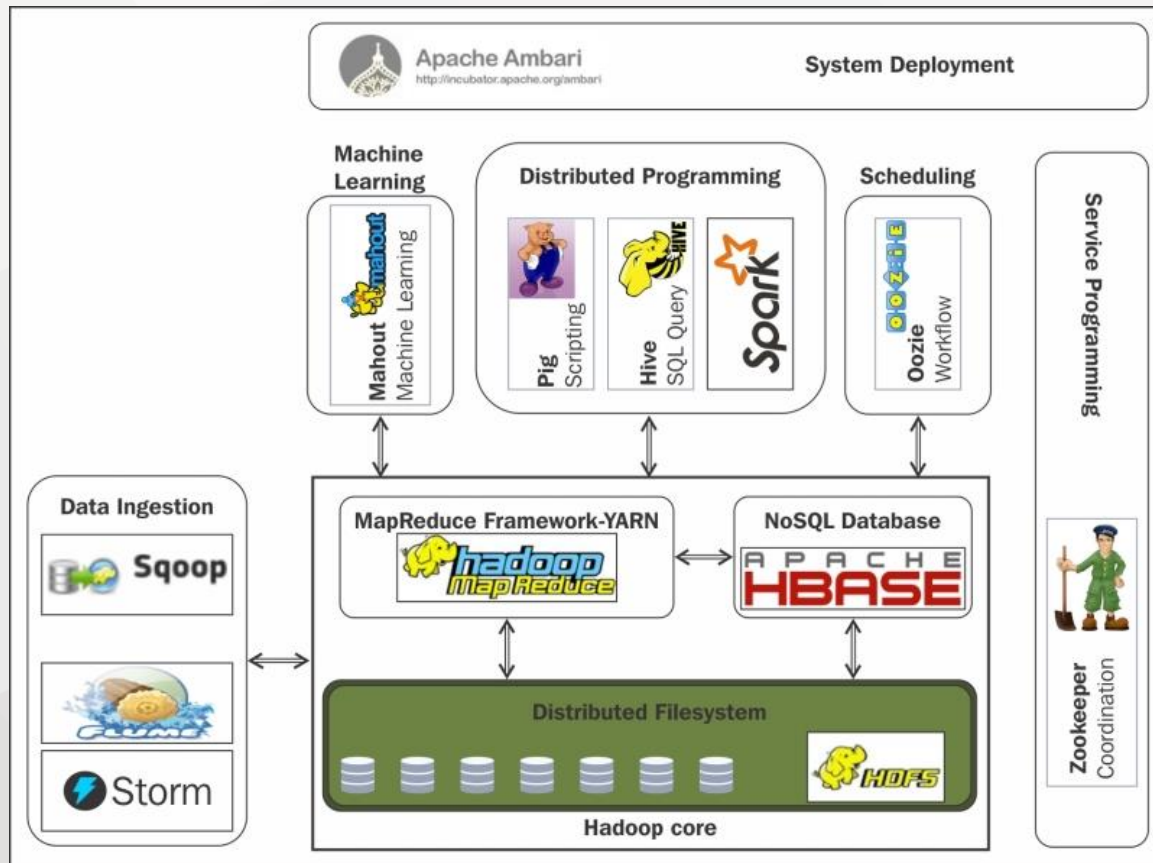 Apache Ambari
http://incubator.apache.org/ambari
System Deployment
Machine
Learning
mahout
Mahout
Machine Learning
Distributed Programming
Pig
Scripting
HIVE
Hive
SQL Query
Spark
Scheduling
OOZIE
Oozie
Workflow
Service Programming
Zookeeper
Coordination
Data Ingestion
Sqoop
FLUME
Storm
MapReduce Framework-YARN
hadoop
Map Reduce
NoSQL Database
APACHE
HBASE
Distributed Filesystem
HDFS
Hadoop core